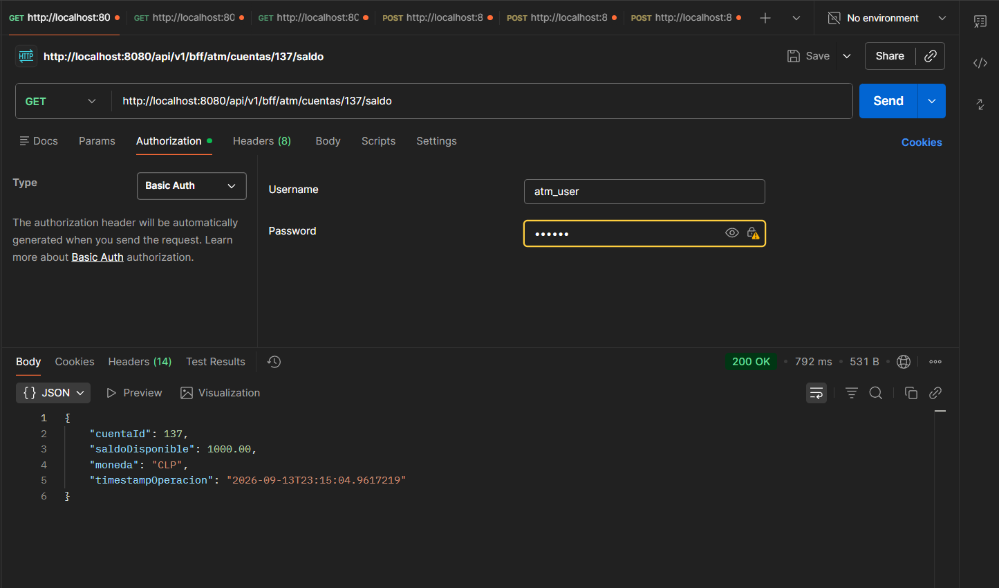 GET http://localhost:80 GET http://localhost:80 GET http://localhost:80 POST http://localhost:8 POST http://localhost:8 POST http://localhost:8 No environment
HTTP http://localhost:8080/api/v1/bff/atm/cuentas/137/saldo Save Share
GET http://localhost:8080/api/v1/bff/atm/cuentas/137/saldo Send
Docs Params Authorization Headers (8) Body Scripts Settings Cookies
Type Basic Auth
The authorization header will be automatically
generated when you send the request. Learn
more about Basic Auth authorization.
Username atm_user
Password ••••••
Body Cookies Headers (14) Test Results 200 OK • 792 ms • 531 B
{} JSON Preview Visualization
1 {
2 "cuentaId": 137,
3 "saldoDisponible": 1000.00,
4 "moneda": "CLP",
5 "timestampOperacion": "2026-09-13T23:15:04.9617219"
6 }